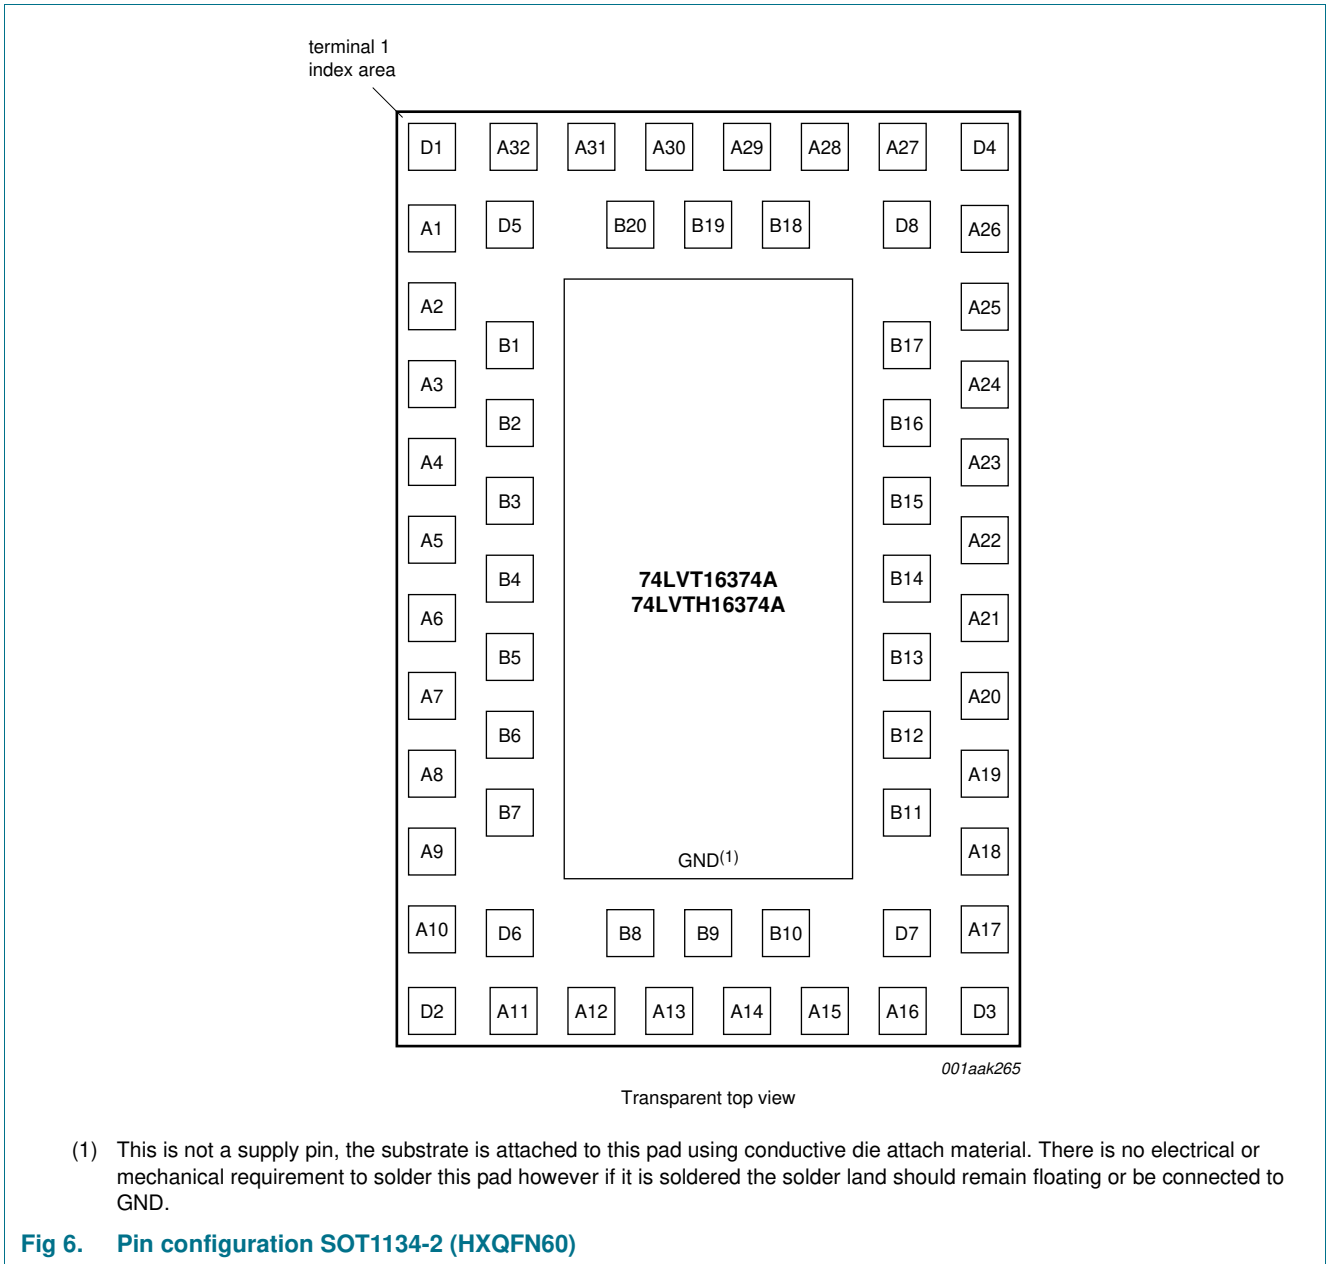 terminal 1
index area
D1 A32 A31 A30 A29 A28 A27 D4
A1 D5 B20 B19 B18 D8 A26
A2 A25
B1 B17
A3 A24
B2 B16
A4 A23
B3 B15
A5 A22
B4 74LVT16374A B14
74LVTH16374A
A6 A21
B5 B13
A7 A20
B6 B12
A8 A19
B7 B11
A9 GND(1) A18
A10 D6 B8 B9 B10 D7 A17
D2 A11 A12 A13 A14 A15 A16 D3
001aak265
Transparent top view
(1) This is not a supply pin, the substrate is attached to this pad using conductive die attach material. There is no electrical or
mechanical requirement to solder this pad however if it is soldered the solder land should remain floating or be connected to
GND.
Fig 6. Pin configuration SOT1134-2 (HXQFN60)